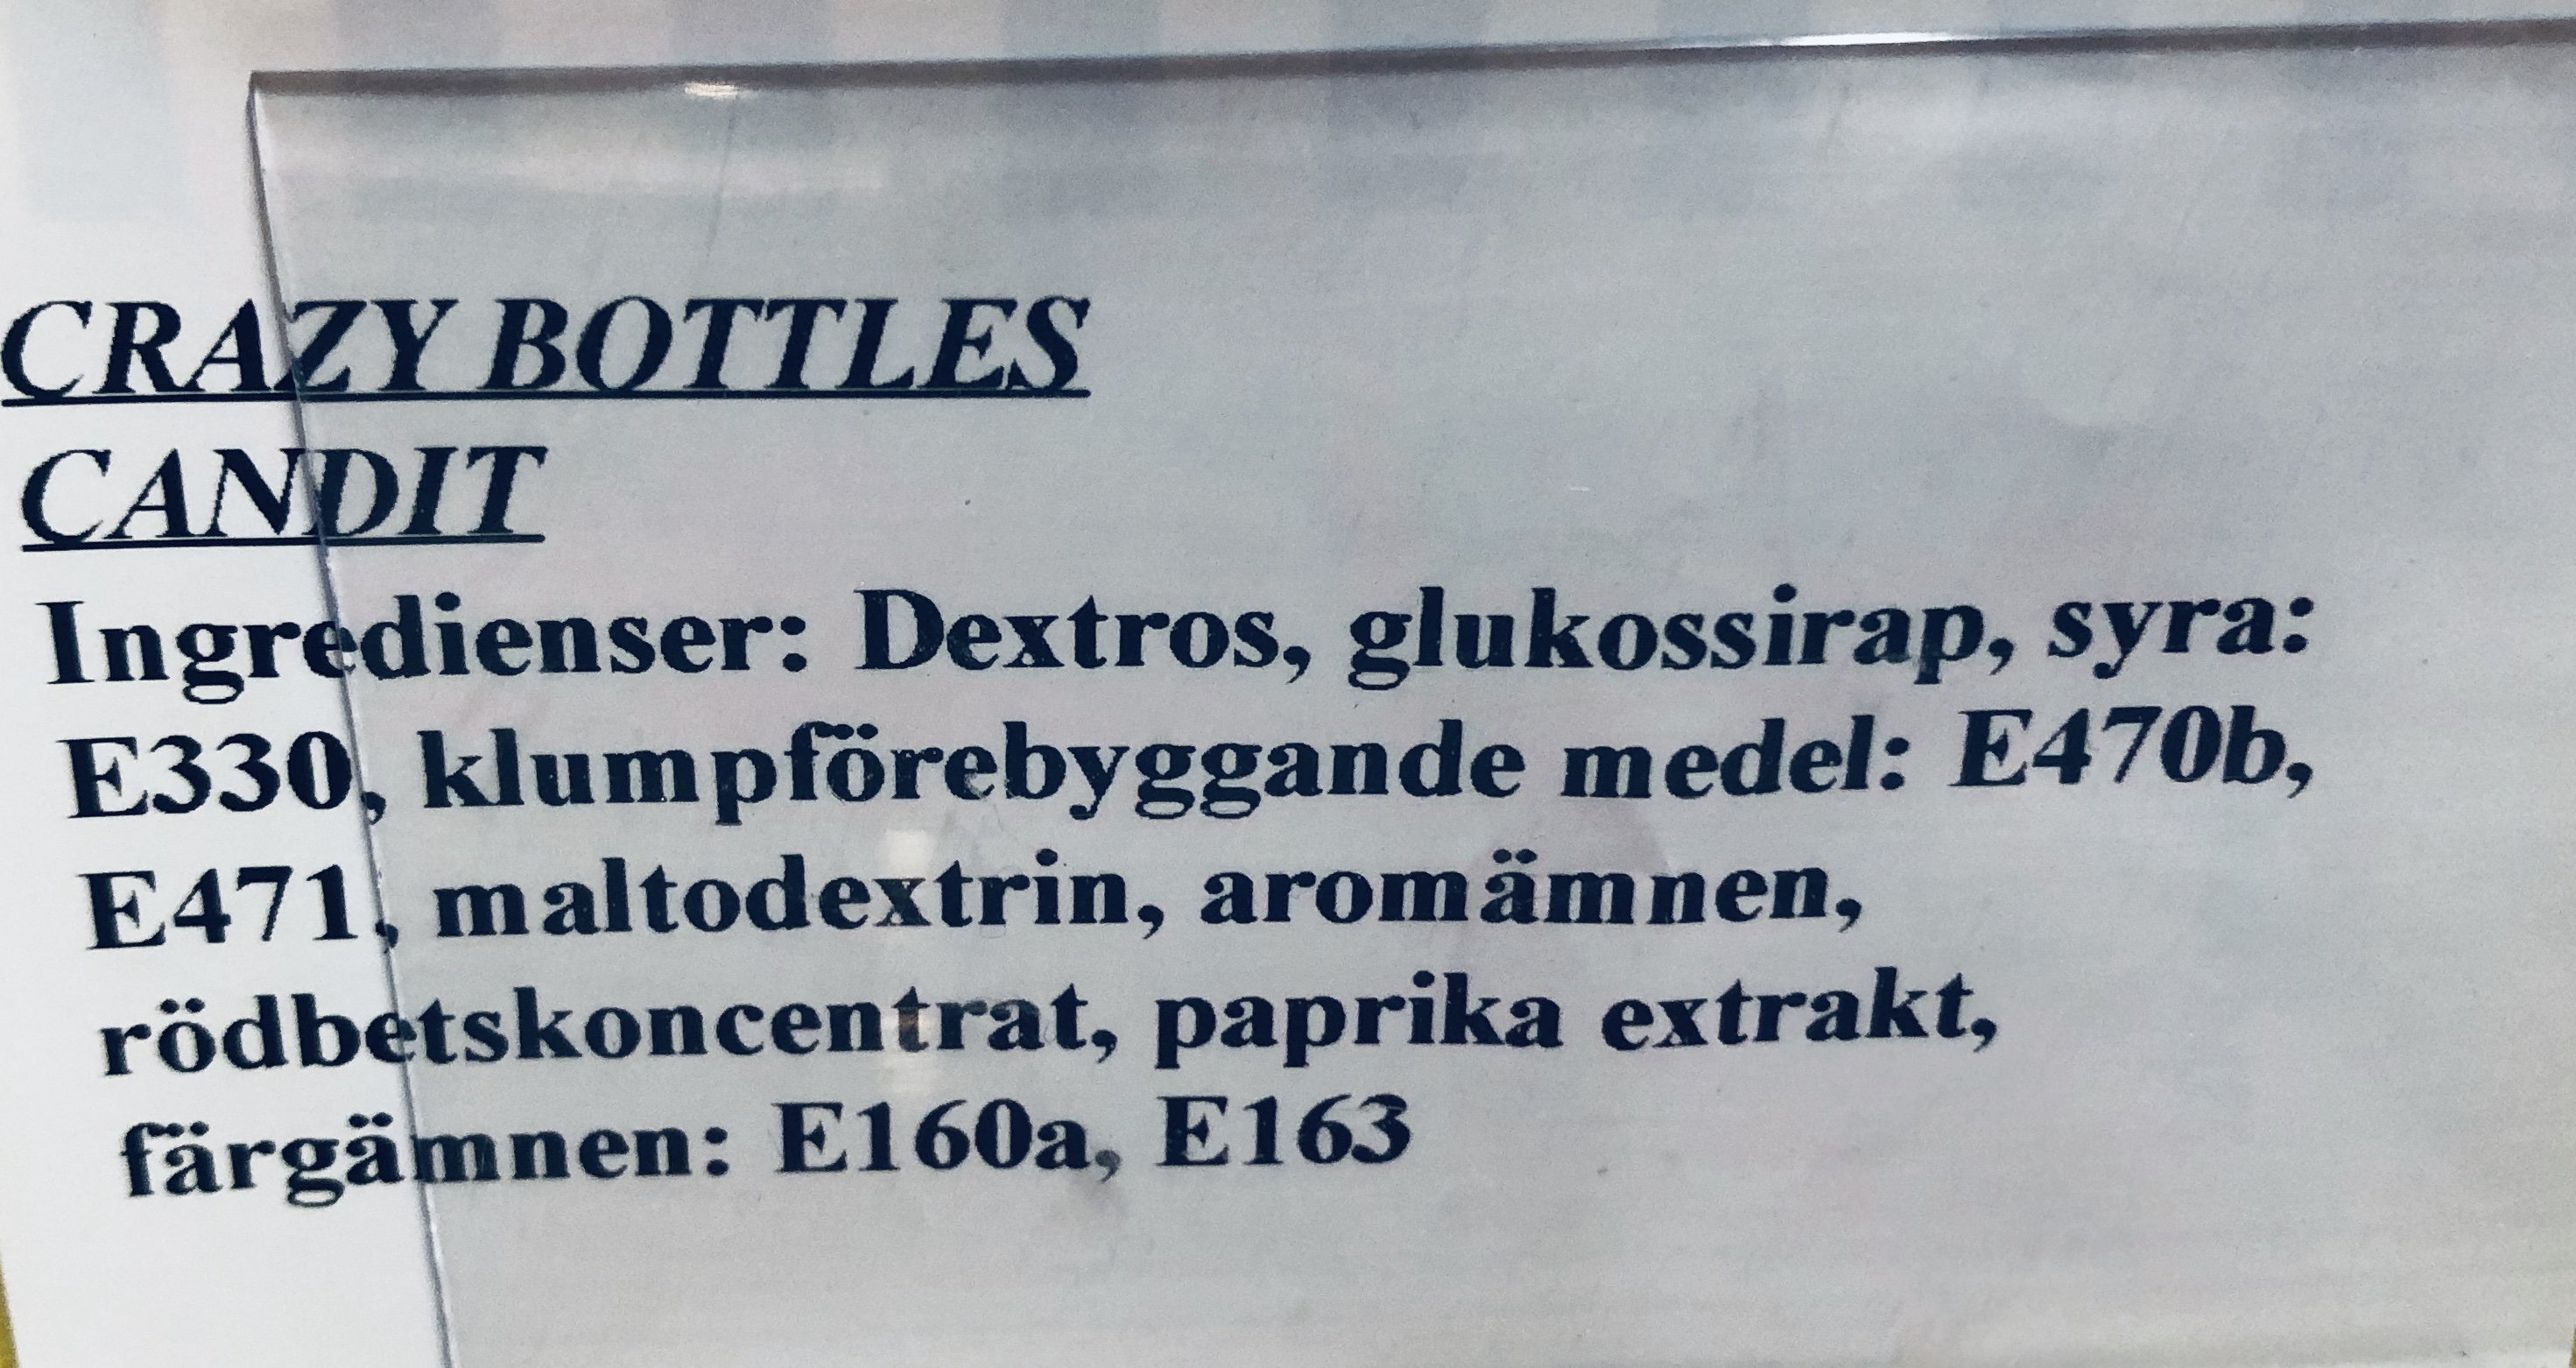 CRAZY BOTTLES
CANDIT
Ingredienser: Dextros, glukossirap, syra:
E330, klumpförebyggande medel: E470b,
E471, maltodextrin, aromämnen,
rödbetskoncentrat, paprika extrakt,
färgämnen: E160a, E163